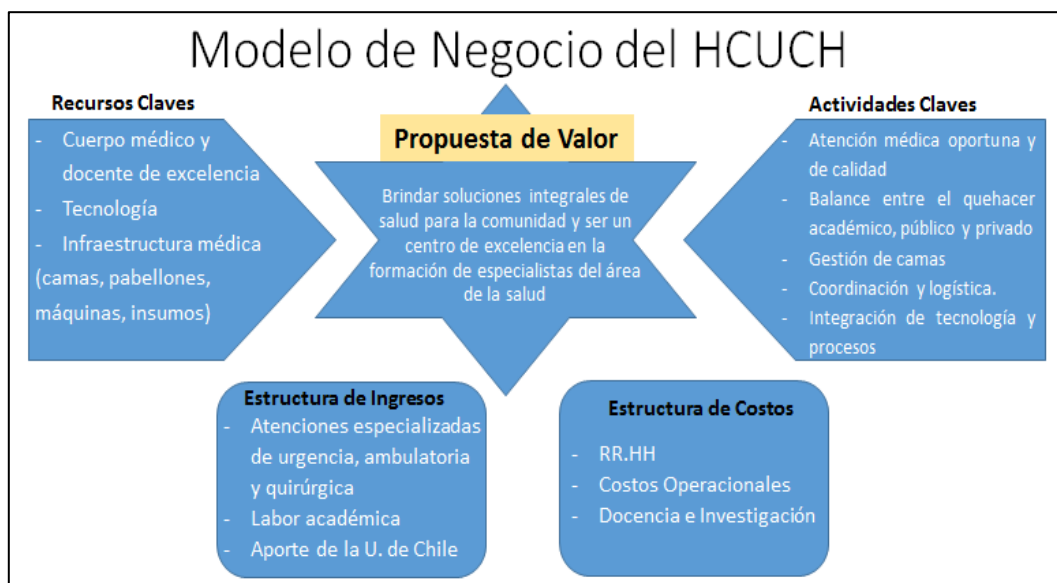 Modelo de Negocio del HCUCH
Recursos Claves
- Cuerpo médico y
docente de excelencia
- Tecnología
- Infraestructura médica
(camas, pabellones,
máquinas, insumos)
Propuesta de Valor
Brindar soluciones integrales de
salud para la comunidad y ser un
centro de excelencia en la
formación de especialistas del área
de la salud
Actividades Claves
- Atención médica oportuna y
de calidad
- Balance entre el quehacer
académico, público y privado
- Gestión de camas
- Coordinación y logística.
- Integración de tecnología y
procesos
Estructura de Ingresos
- Atenciones especializadas
de urgencia, ambulatoria
y quirúrgica
- Labor académica
- Aporte de la U. de Chile
Estructura de Costos
- RR.HH
- Costos Operacionales
- Docencia e Investigación